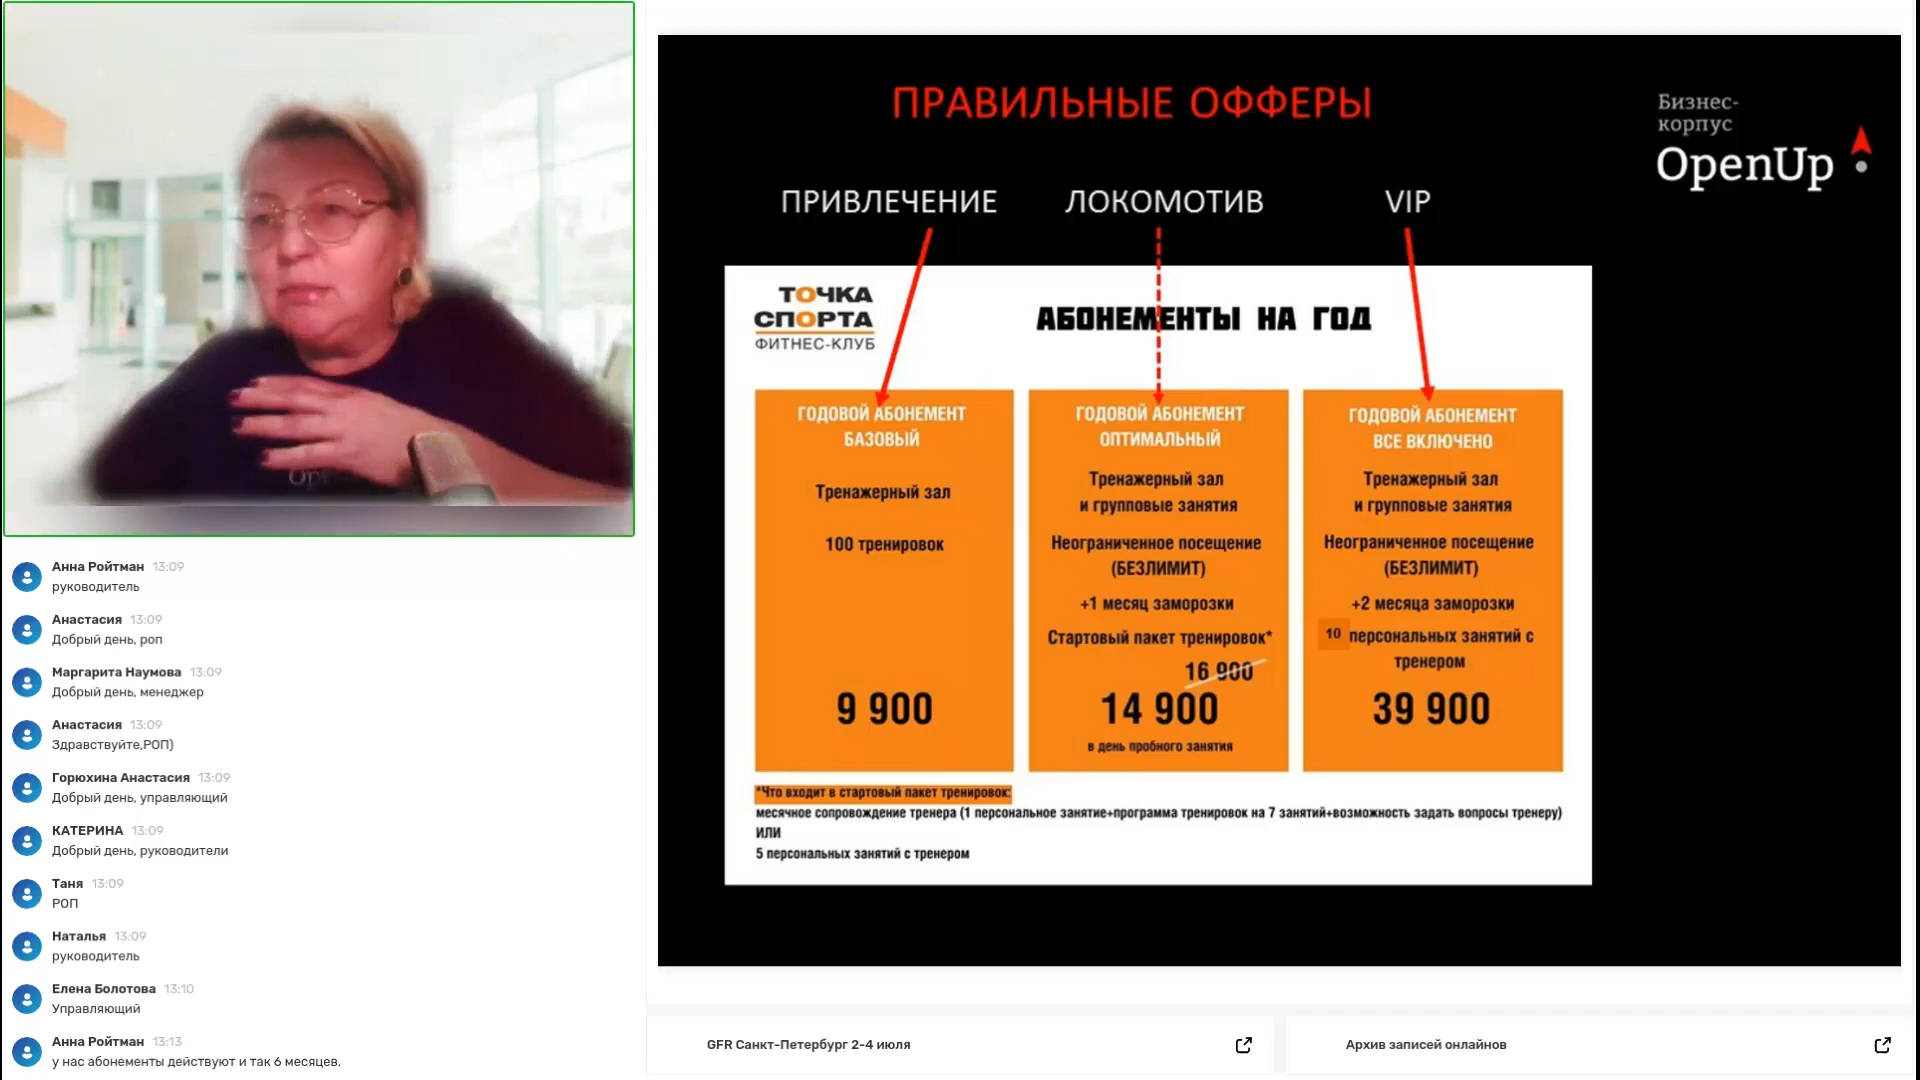 Анна Ройтман 13:09
руководитель
Анастасия 13:09
Добрый день, роп
Маргарита Наумова 13:09
Добрый день, менеджер
Анастасия 13:09
Здравствуйте,РОП)
Горюхина Анастасия 13:09
Добрый день, управляющий
КАТЕРИНА 13:09
Добрый день, руководители
Таня 13:09
РОП
Наталья 13:09
руководитель
Елена Болотова 13:10
Управляющий
Анна Ройтман 13:13
у нас абонементы действуют и так 6 месяцев.
ПРАВИЛЬНЫЕ ОФФЕРЫ
Бизнес-
корпус
OpenUp
ПРИВЛЕЧЕНИЕ
ЛОКОМОТИВ
VIP
ТОЧКА
СПОРТА
ФИТНЕС-КЛУБ
АБОНЕМЕНТЫ НА ГОД
ГОДОВОЙ АБОНЕМЕНТ
БАЗОВЫЙ
Тренажерный зал
100 тренировок
9 900
ГОДОВОЙ АБОНЕМЕНТ
ОПТИМАЛЬНЫЙ
Тренажерный зал
и групповые занятия
Неограниченное посещение
(БЕЗЛИМИТ)
+1 месяц заморозки
Стартовый пакет тренировок*
16 900
14 900
в день пробного занятия
ГОДОВОЙ АБОНЕМЕНТ
ВСЕ ВКЛЮЧЕНО
Тренажерный зал
и групповые занятия
Неограниченное посещение
(БЕЗЛИМИТ)
+2 месяца заморозки
10 персональных занятий с
тренером
39 900
*Что входит в стартовый пакет тренировок:
месячное сопровождение тренера (1 персональное занятие+программа тренировок на 7 занятий+возможность задать вопросы тренеру)
ИЛИ
5 персональных занятий с тренером
GFR Санкт-Петербург 2-4 июля
Архив записей онлайнов